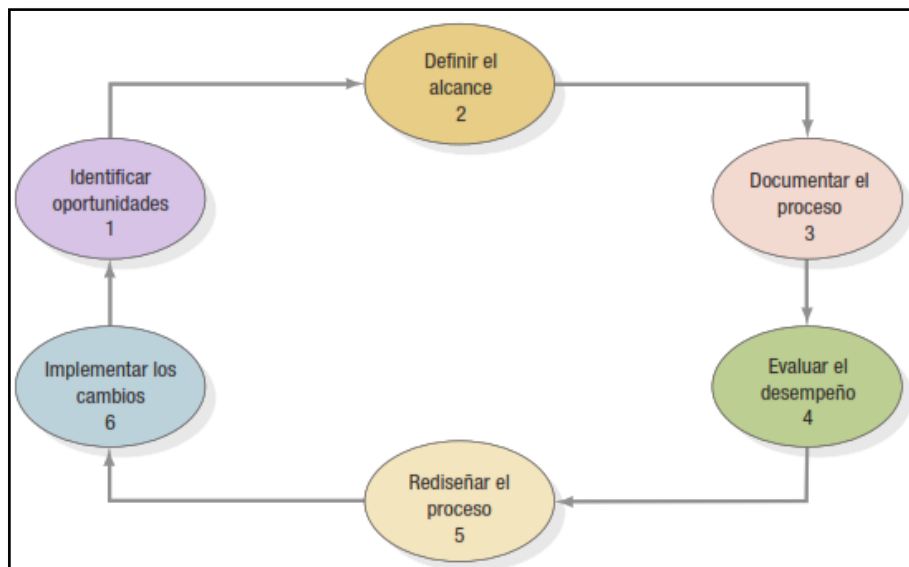 Identificar
oportunidades
1
Definir el
alcance
2
Documentar el
proceso
3
Evaluar el
desempeño
4
Rediseñar el
proceso
5
Implementar los
cambios
6